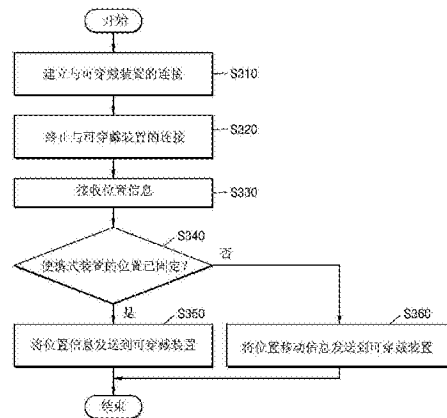 开始
建立与可穿戴装置的连接
S310
终止与可穿戴装置的连接
S320
接收位置信息
S330
S340
便携式装置的位置已固定?
否
是
S350
S360
将位置信息发送到可穿戴装置
将位置移动信息发送到可穿戴装置
结束